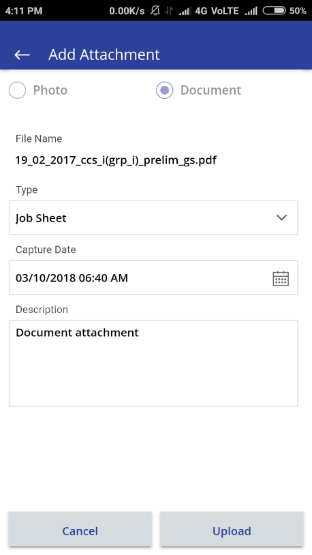 4:11 PM 0.00K/s 4G VoLTE 50%
Add Attachment
Photo Document
File Name
19_02_2017_ccs_i(grp_i)_prelim_gs.pdf
Type
Job Sheet
Capture Date
03/10/2018 06:40 AM
Description
Document attachment
Cancel Upload